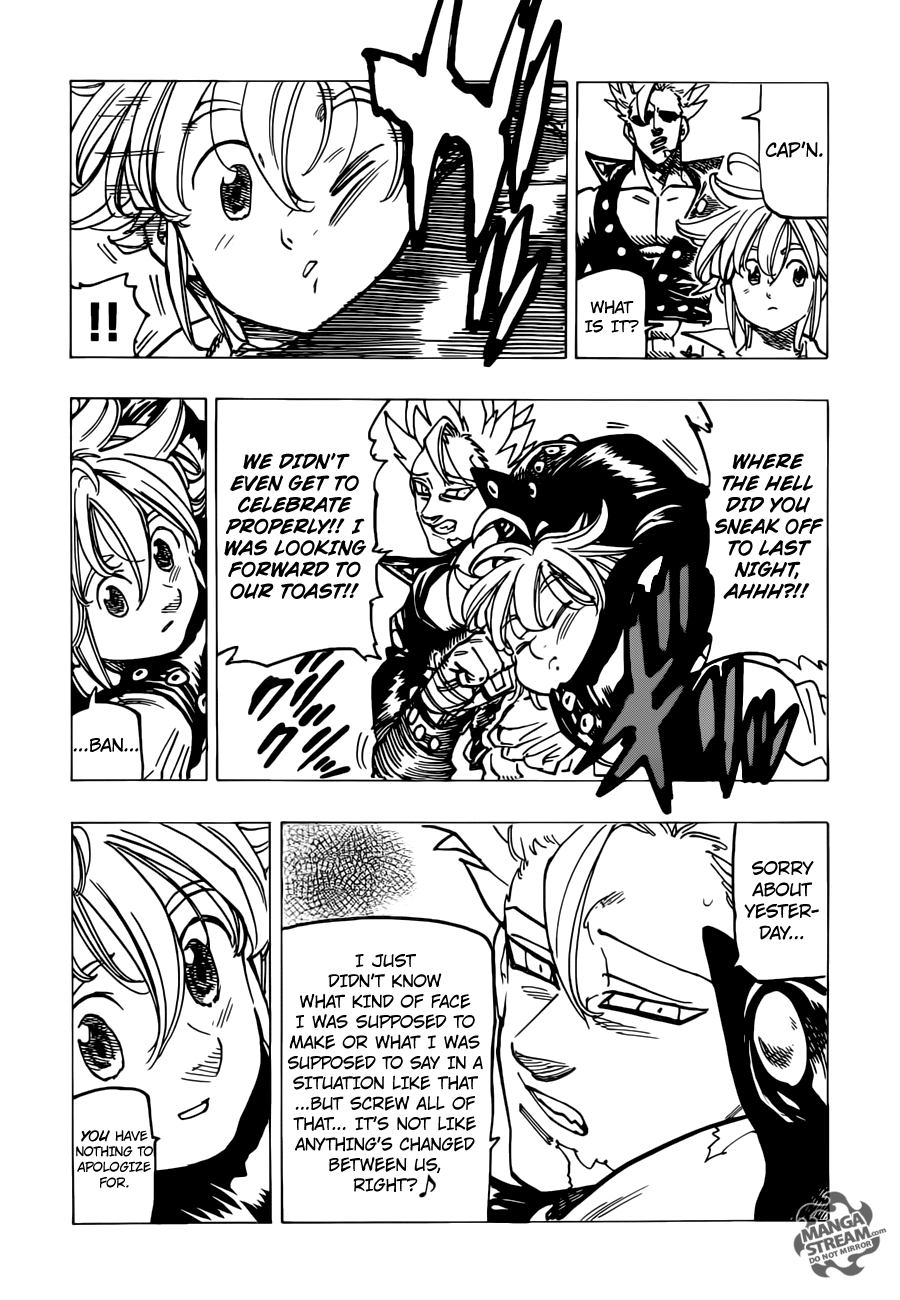 CAP'N.
WHAT
IS IT?
!!
WHERE
THE HELL
DID YOU
SNEAK OFF
TO LAST
NIGHT,
AHHH?!!
WE DIDN'T
EVEN GET TO
CELEBRATE
PROPERLY!! I
WAS LOOKING
FORWARD TO
OUR TOAST!!
グググ
...BAN...
SORRY
ABOUT
YESTER-
DAY...
I JUST
DIDN'T KNOW
WHAT KIND OF FACE
I WAS SUPPOSED TO
MAKE OR WHAT I WAS
SUPPOSED TO SAY IN A
SITUATION LIKE THAT
...BUT SCREW ALL OF
THAT... IT'S NOT LIKE
ANYTHING'S CHANGED
BETWEEN US,
RIGHT?♪
YOU HAVE
NOTHING TO
APOLOGIZE
FOR.
MANGA
STREAM.com
DO NOT MIRROR